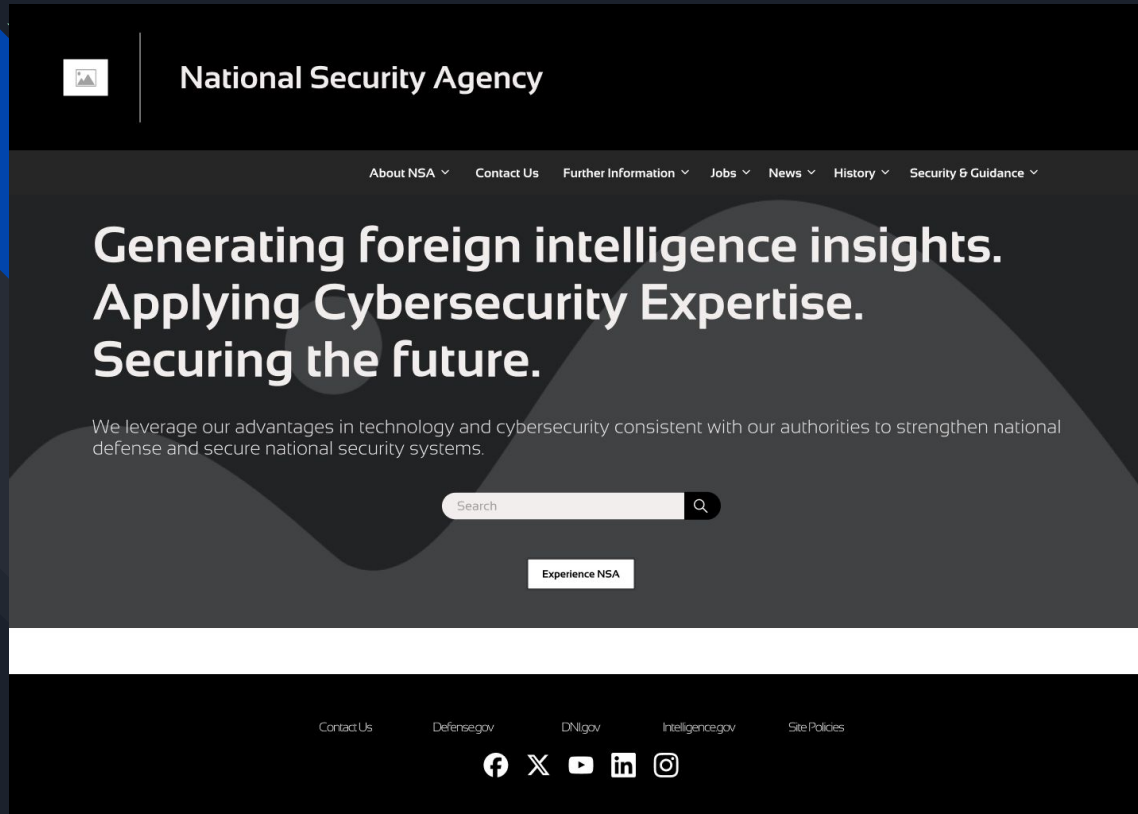 National Security Agency
About NSA Contact Us Further Information Jobs News History Security & Guidance
Generating foreign intelligence insights.
Applying Cybersecurity Expertise.
Securing the future.
We leverage our advantages in technology and cybersecurity consistent with our authorities to strengthen national
defense and secure national security systems.
Search
Experience NSA
Contact Us Defense.gov DNI.gov Intelligence.gov Site Policies